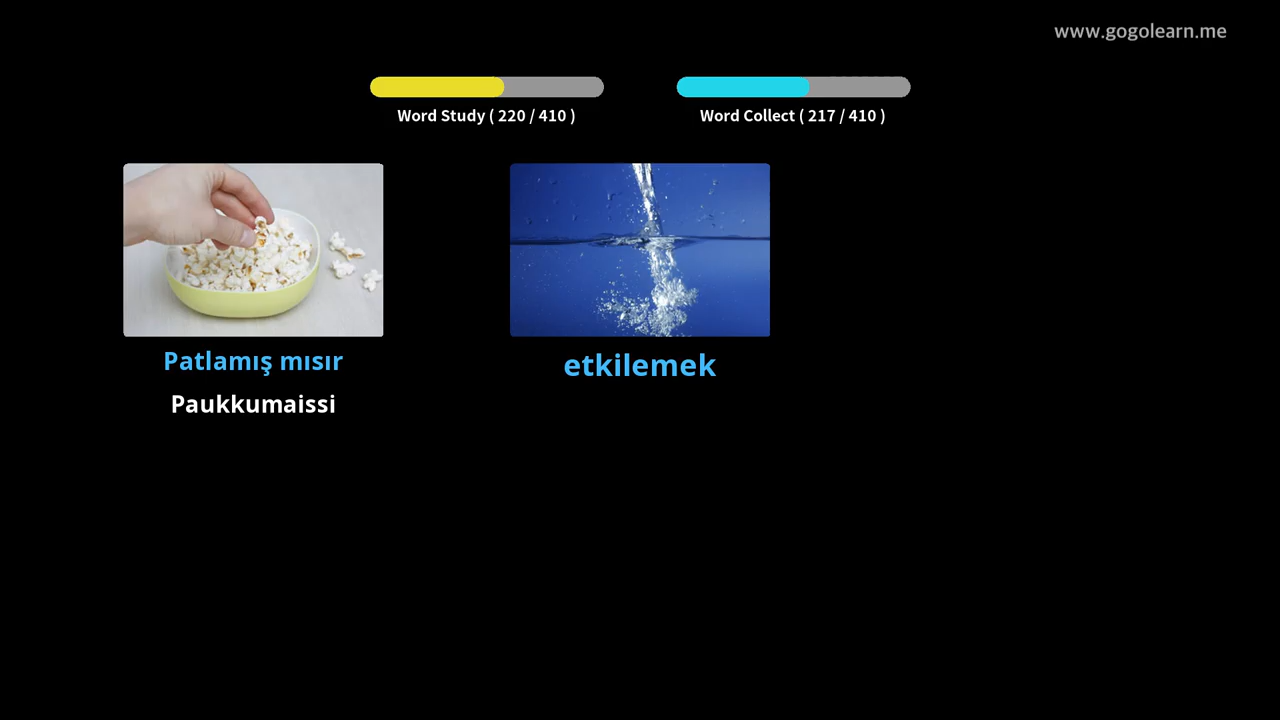 www.gogolearn.me
Word Study ( 220 / 410 )
Word Collect ( 217 / 410 )
Patlamış mısır
Paukkumaissi
etkilemek